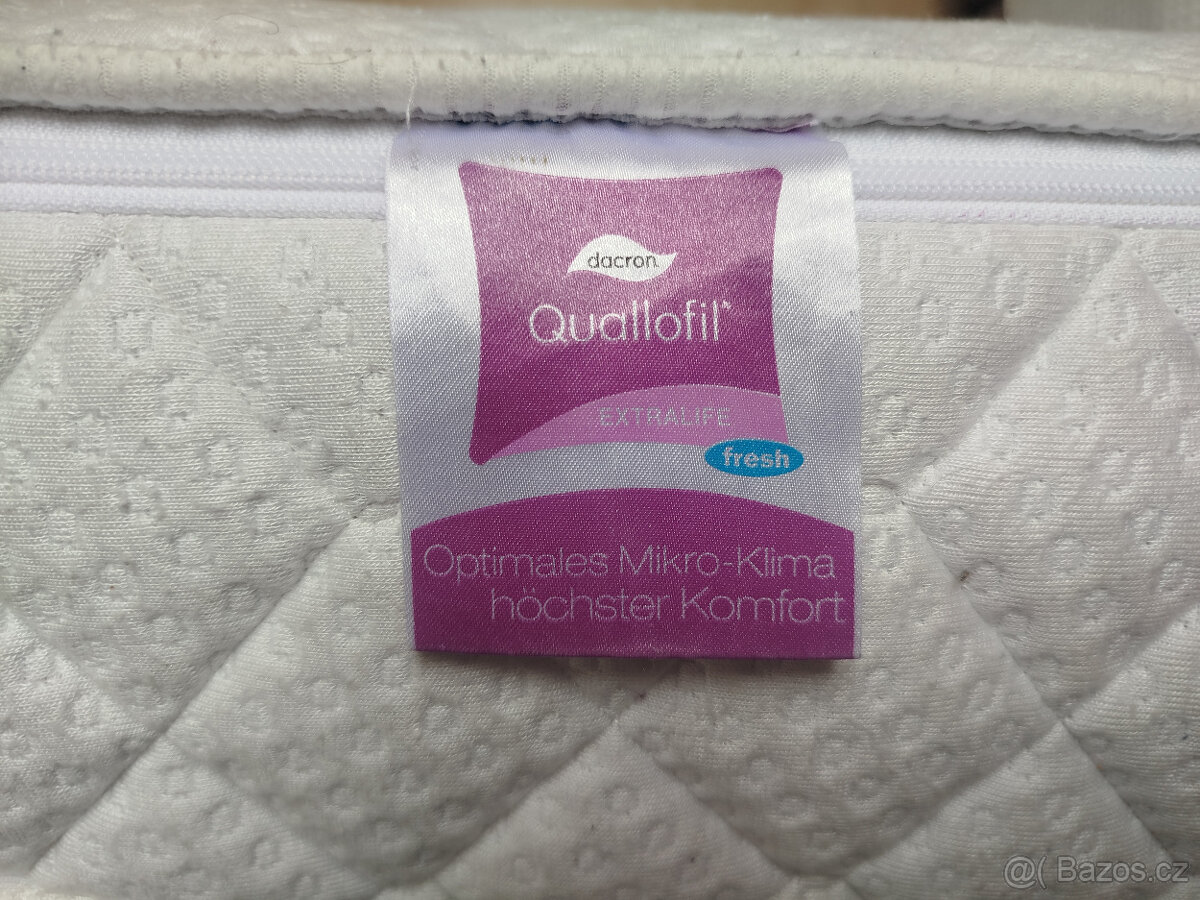 dacron
Quallofil*
EXTRALIFE
fresh
Optimales Mikro-Klima
höchster Komfort
@( Bazos.cz